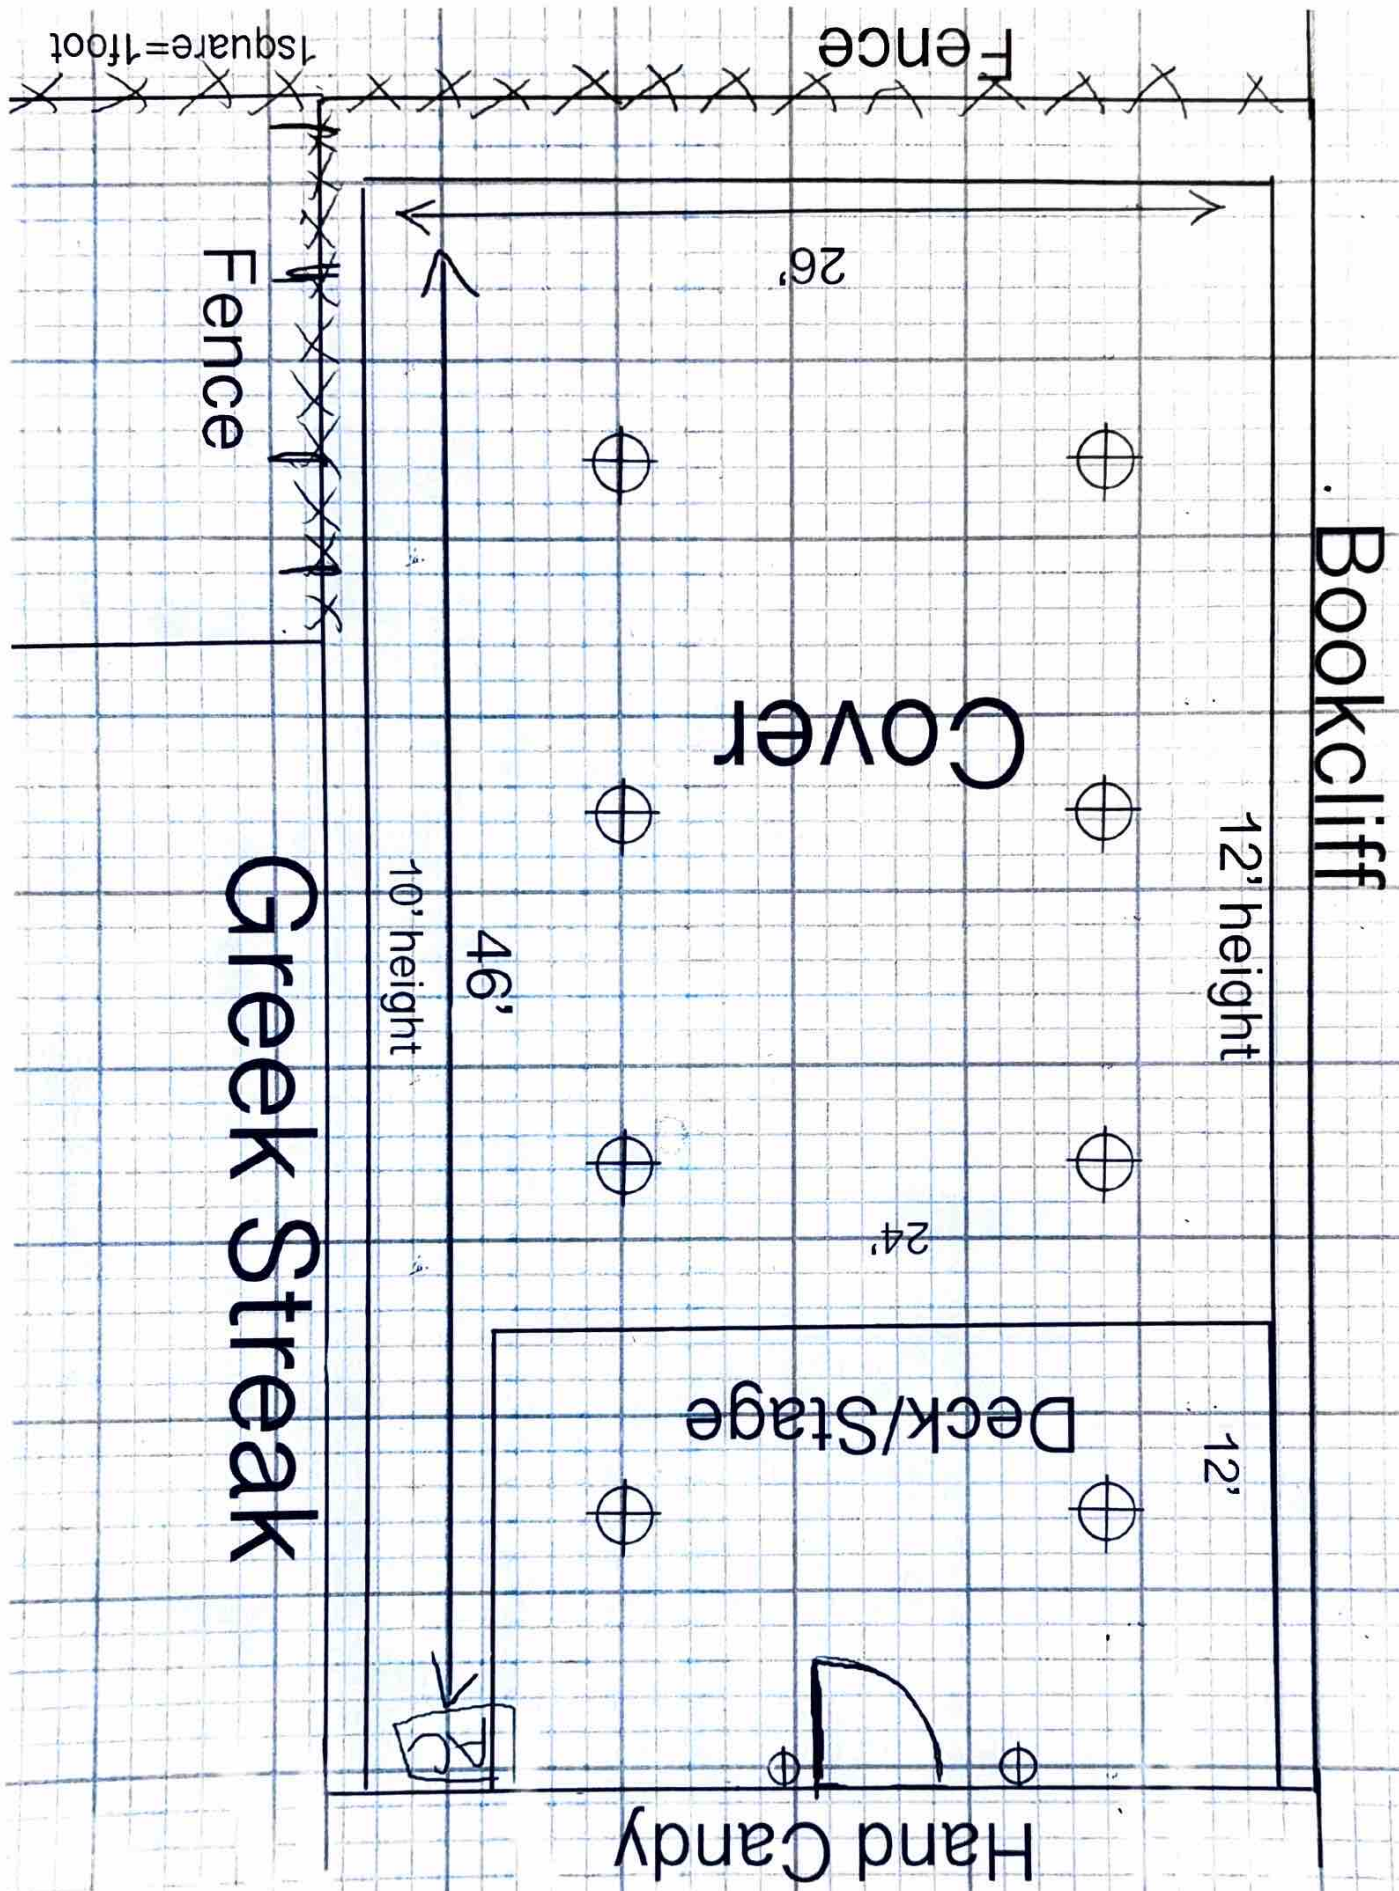 Hand Candy
AC
Deck/Stage
12'
24'
Greek Streak
46'
10' height
12' height
Cover
Bookcliff
Fence
26'
Fence
1square=1foot